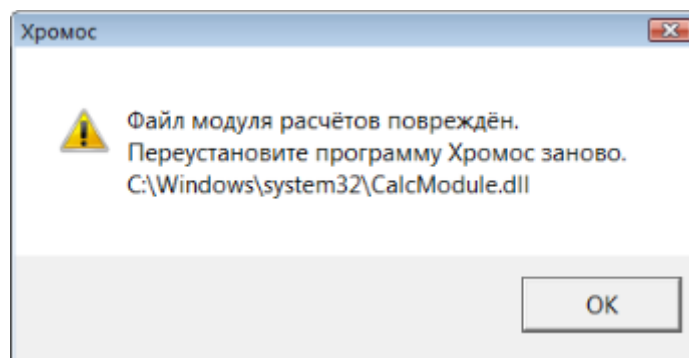 Хромос
Файл модуля расчётов повреждён.
Переустановите программу Хромос заново.
C:\Windows\system32\CalcModule.dll
OK